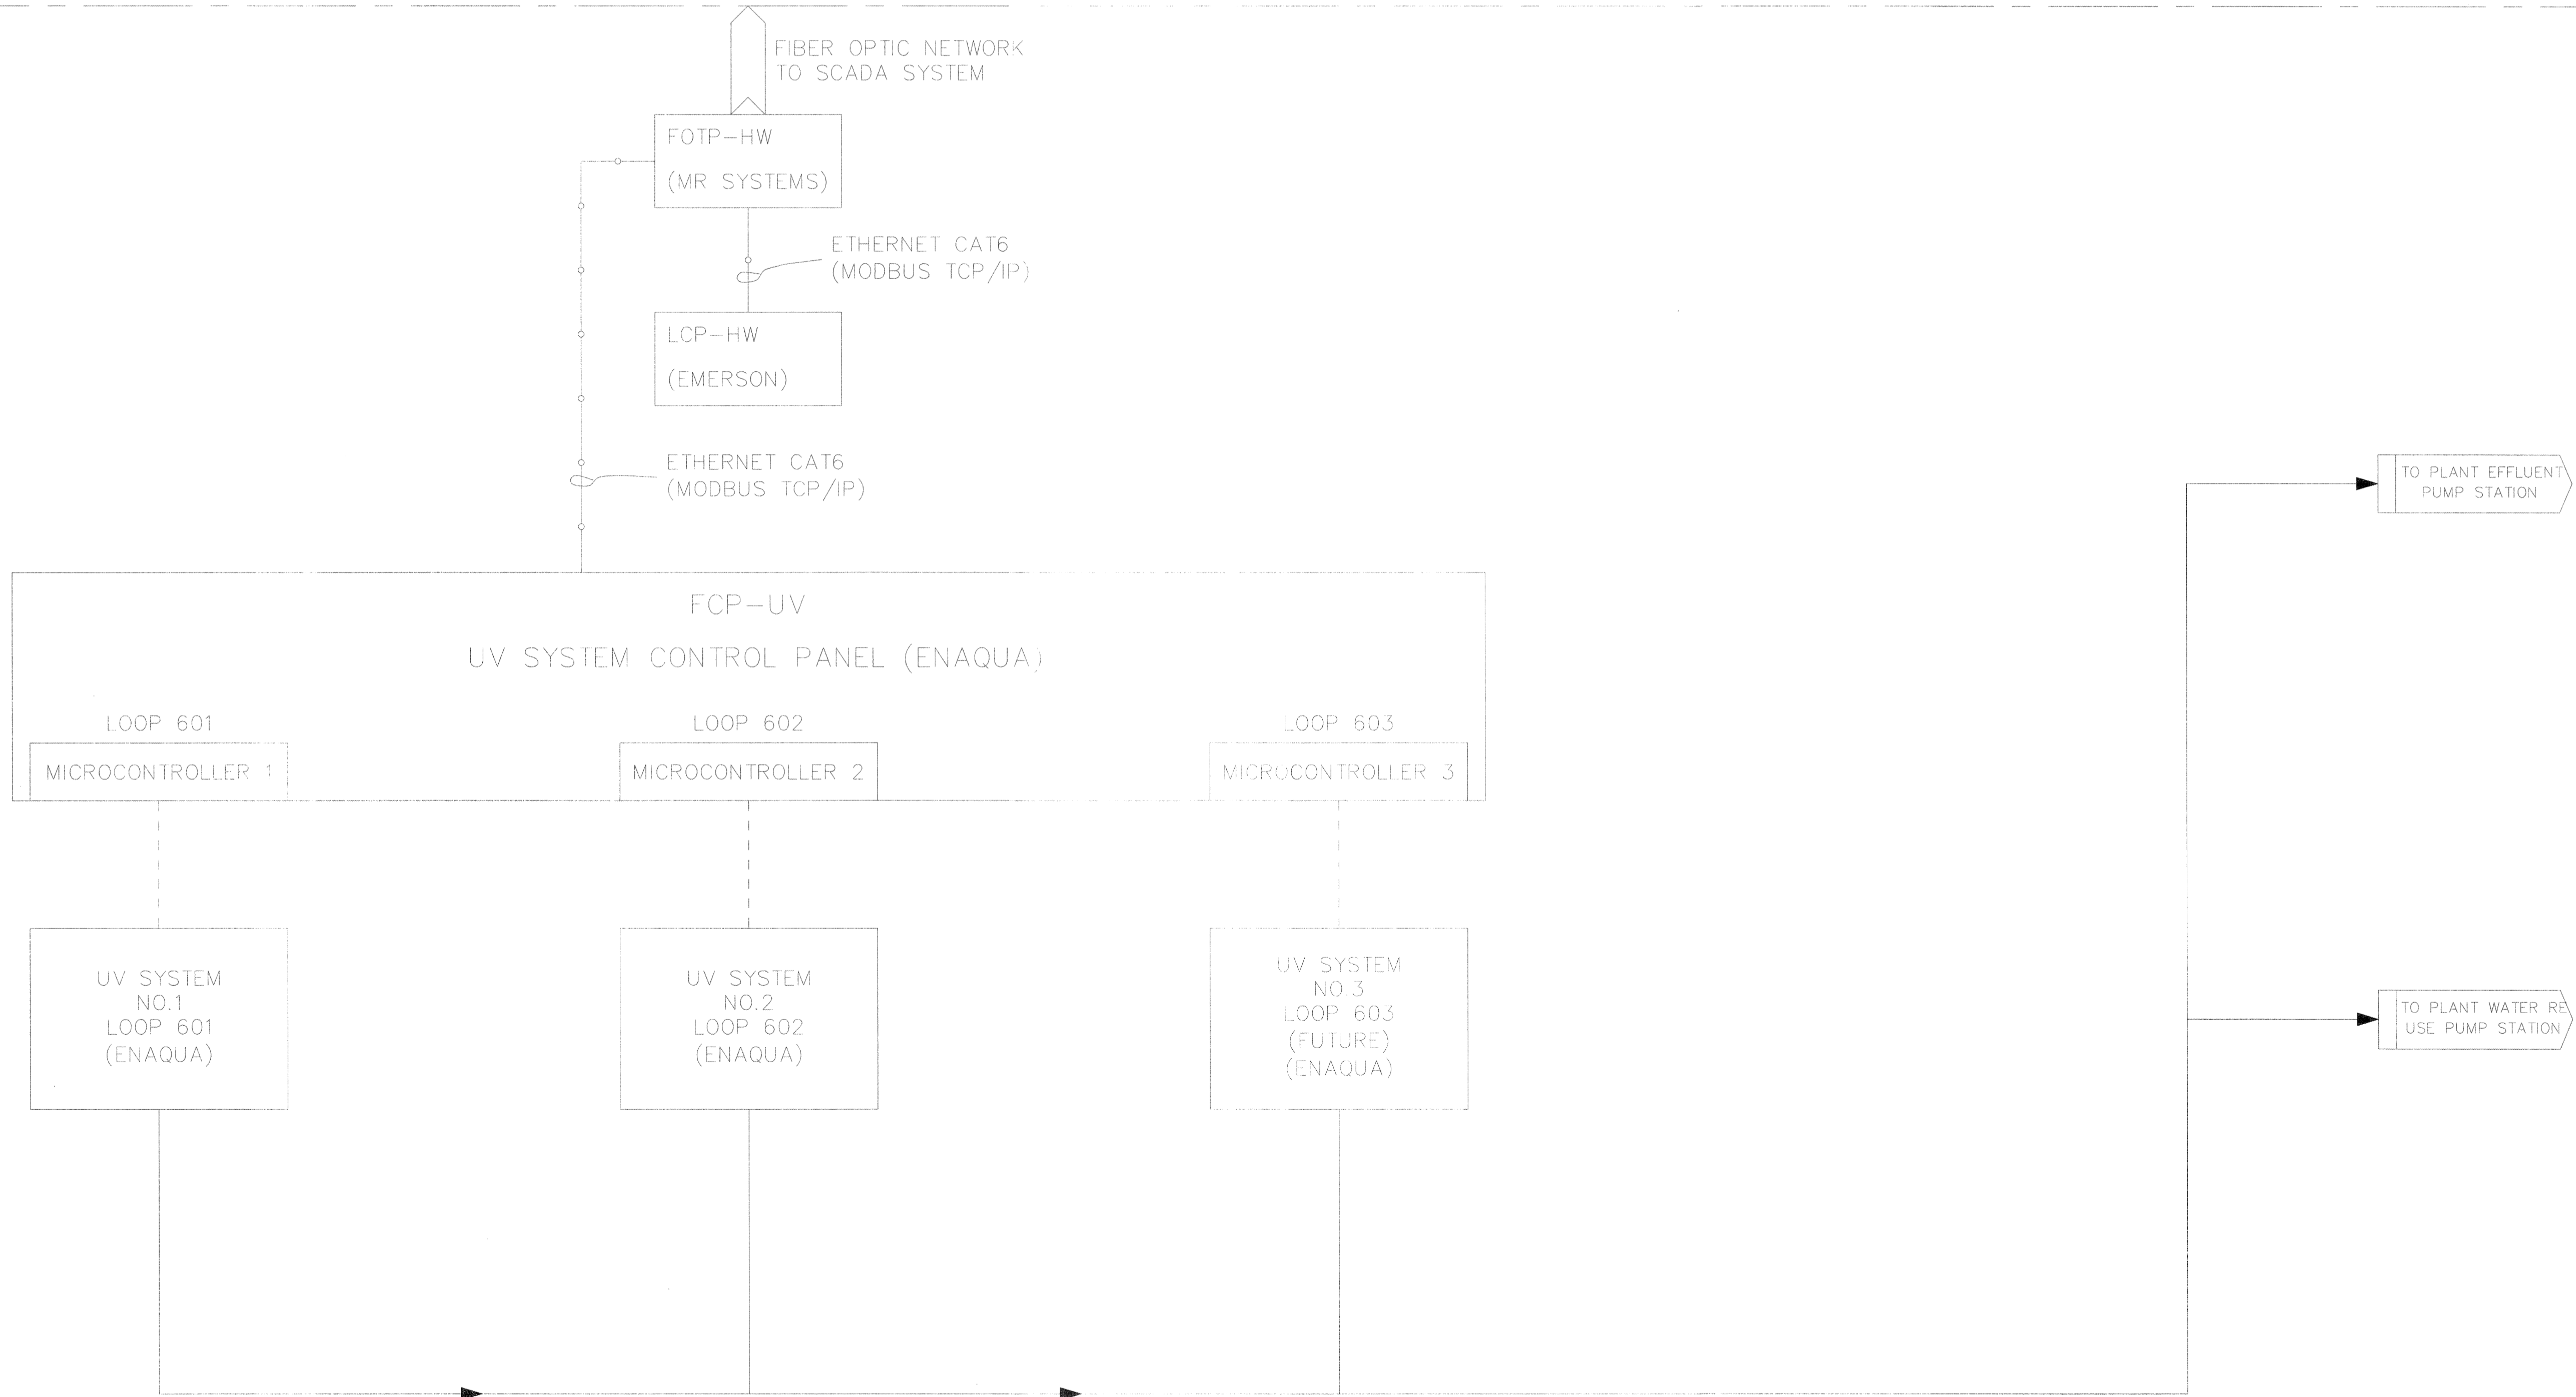 FIBER OPTIC NETWORK
TO SCADA SYSTEM
FOTP-HW
(MR SYSTEMS)
ETHERNET CAT6
(MODBUS TCP/IP)
LCP-HW
(EMERSON)
ETHERNET CAT6
(MODBUS TCP/IP)
TO PLANT EFFLUENT
PUMP STATION
FCP-UV
UV SYSTEM CONTROL PANEL (ENAQUA)
LOOP 601
LOOP 602
LOOP 603
MICROCONTROLLER 1
MICROCONTROLLER 2
MICROCONTROLLER 3
UV SYSTEM
NO.1
LOOP 601
(ENAQUA)
UV SYSTEM
NO.2
LOOP 602
(ENAQUA)
UV SYSTEM
NO.3
LOOP 603
(FUTURE)
(ENAQUA)
TO PLANT WATER RE
USE PUMP STATION